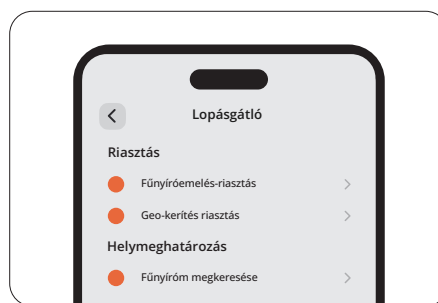 Lopásgátló
Riasztás
Fűnyíróemelés-riasztás
Geo-kerítés riasztás
Helymeghatározás
Fűnyíróm megkeresése